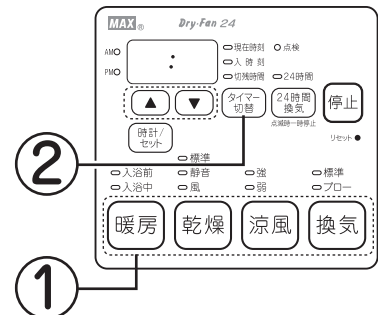 MAX® Dry・Fan 24
AM
PM
:
現在時刻 点検
入時刻
切残時間 24時間
▲ ▼ タイマー切替 24時間換気 停止
点滅時一時停止
時計/セット
リセット
標準
入浴前 静音 強 標準
入浴中 風 弱 ブロー
暖房 乾燥 涼風 換気
②
①